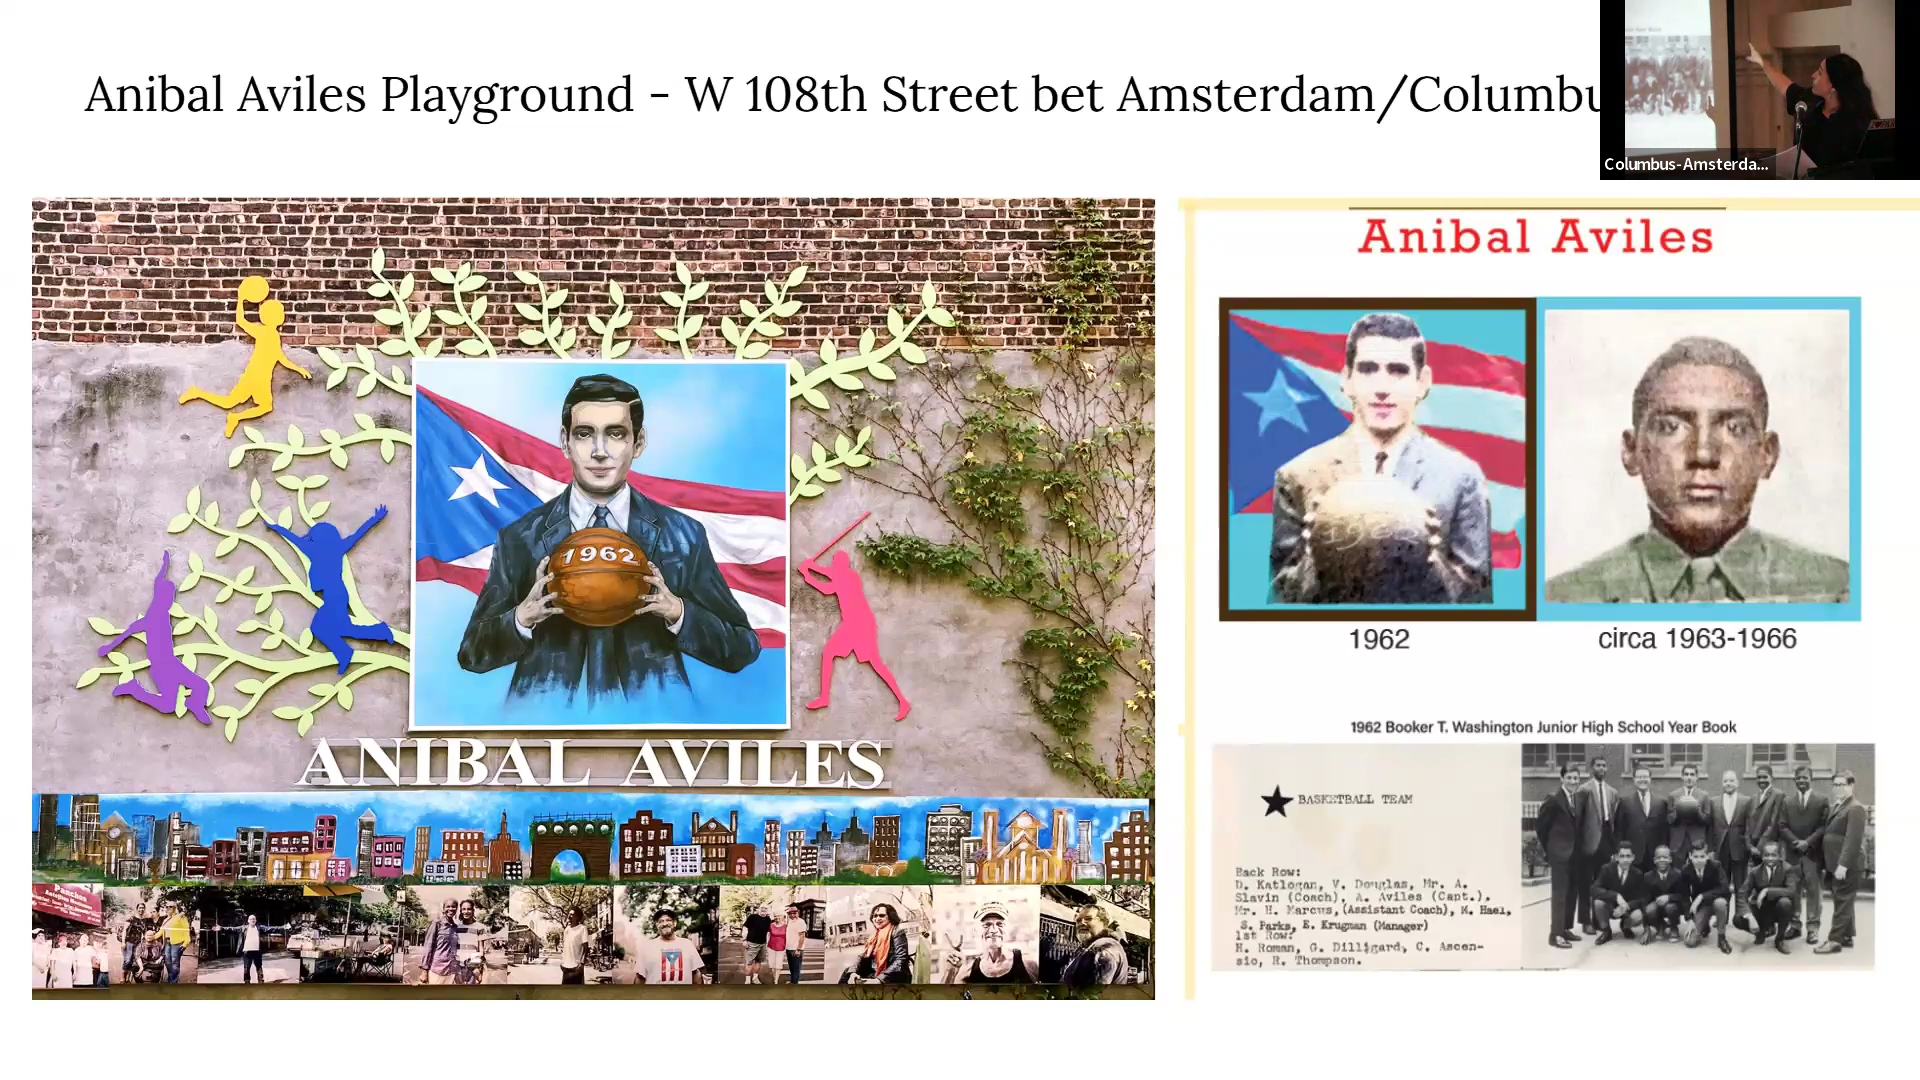 Anibal Aviles Playground - W 108th Street bet Amsterdam/Columbu
Columbus-Amsterda...
Anibal Aviles
1962
ANIBAL AVILES
1962
circa 1963-1966
1962 Booker T. Washington Junior High School Year Book
BASKETBALL TEAM
Back Row:
D. Katlogan, V. Douglas, Mr. A.
Slavin (Coach), A. Aviles (Capt.),
Mr. H. Marcus, (Assistant Coach), M. Hael,
S. Parks, E. Krugman (Manager)
1st Row:
H. Roman, G. Dilligard, C. Ascen-
sio, R. Thompson.